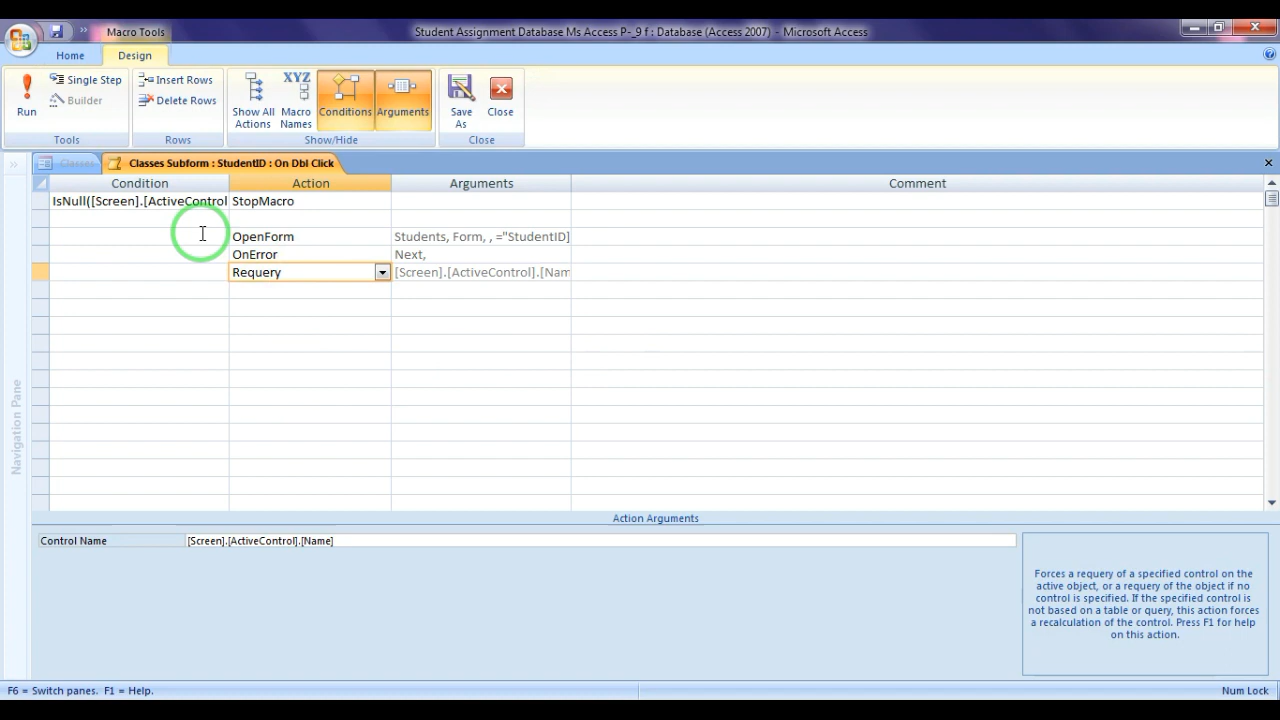 Macro Tools
Student Assignment Database Ms Access P-_9 f : Database (Access 2007) - Microsoft Access
Home
Design
Run
Single Step
Builder
Tools
Insert Rows
Delete Rows
Rows
Show All Actions
XYZ
Macro Names
Conditions
Arguments
Show/Hide
Save As
Close
Close
Classes
Classes Subform : StudentID : On Dbl Click
Condition
Action
Arguments
Comment
IsNull([Screen].[ActiveControl
StopMacro
OpenForm
Students, Form, , ="StudentID]
OnError
Next,
Requery
[Screen].[ActiveControl].[Nam
Navigation Pane
Action Arguments
Control Name
[Screen].[ActiveControl].[Name]
Forces a requery of a specified control on the
active object, or a requery of the object if no
control is specified. If the specified control is
not based on a table or query, this action forces
a recalculation of the control. Press F1 for help
on this action.
F6 = Switch panes. F1 = Help.
Num Lock